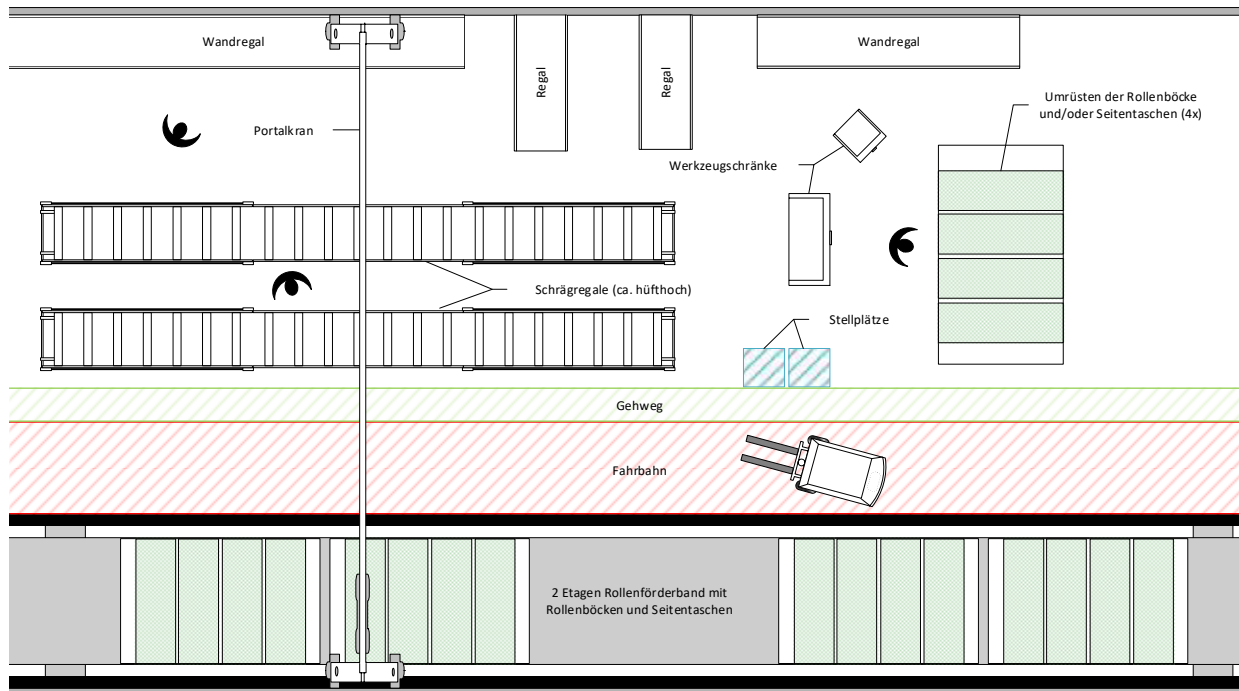 Wandregal
Regal
Regal
Wandregal
Umrüsten der Rollenböcke
und/oder Seitentaschen (4x)
Portalkran
Werkzeugschränke
Schrägregale (ca. hüfthoch)
Stellplätze
Gehweg
Fahrbahn
2 Etagen Rollenförderband mit
Rollenböcken und Seitentaschen